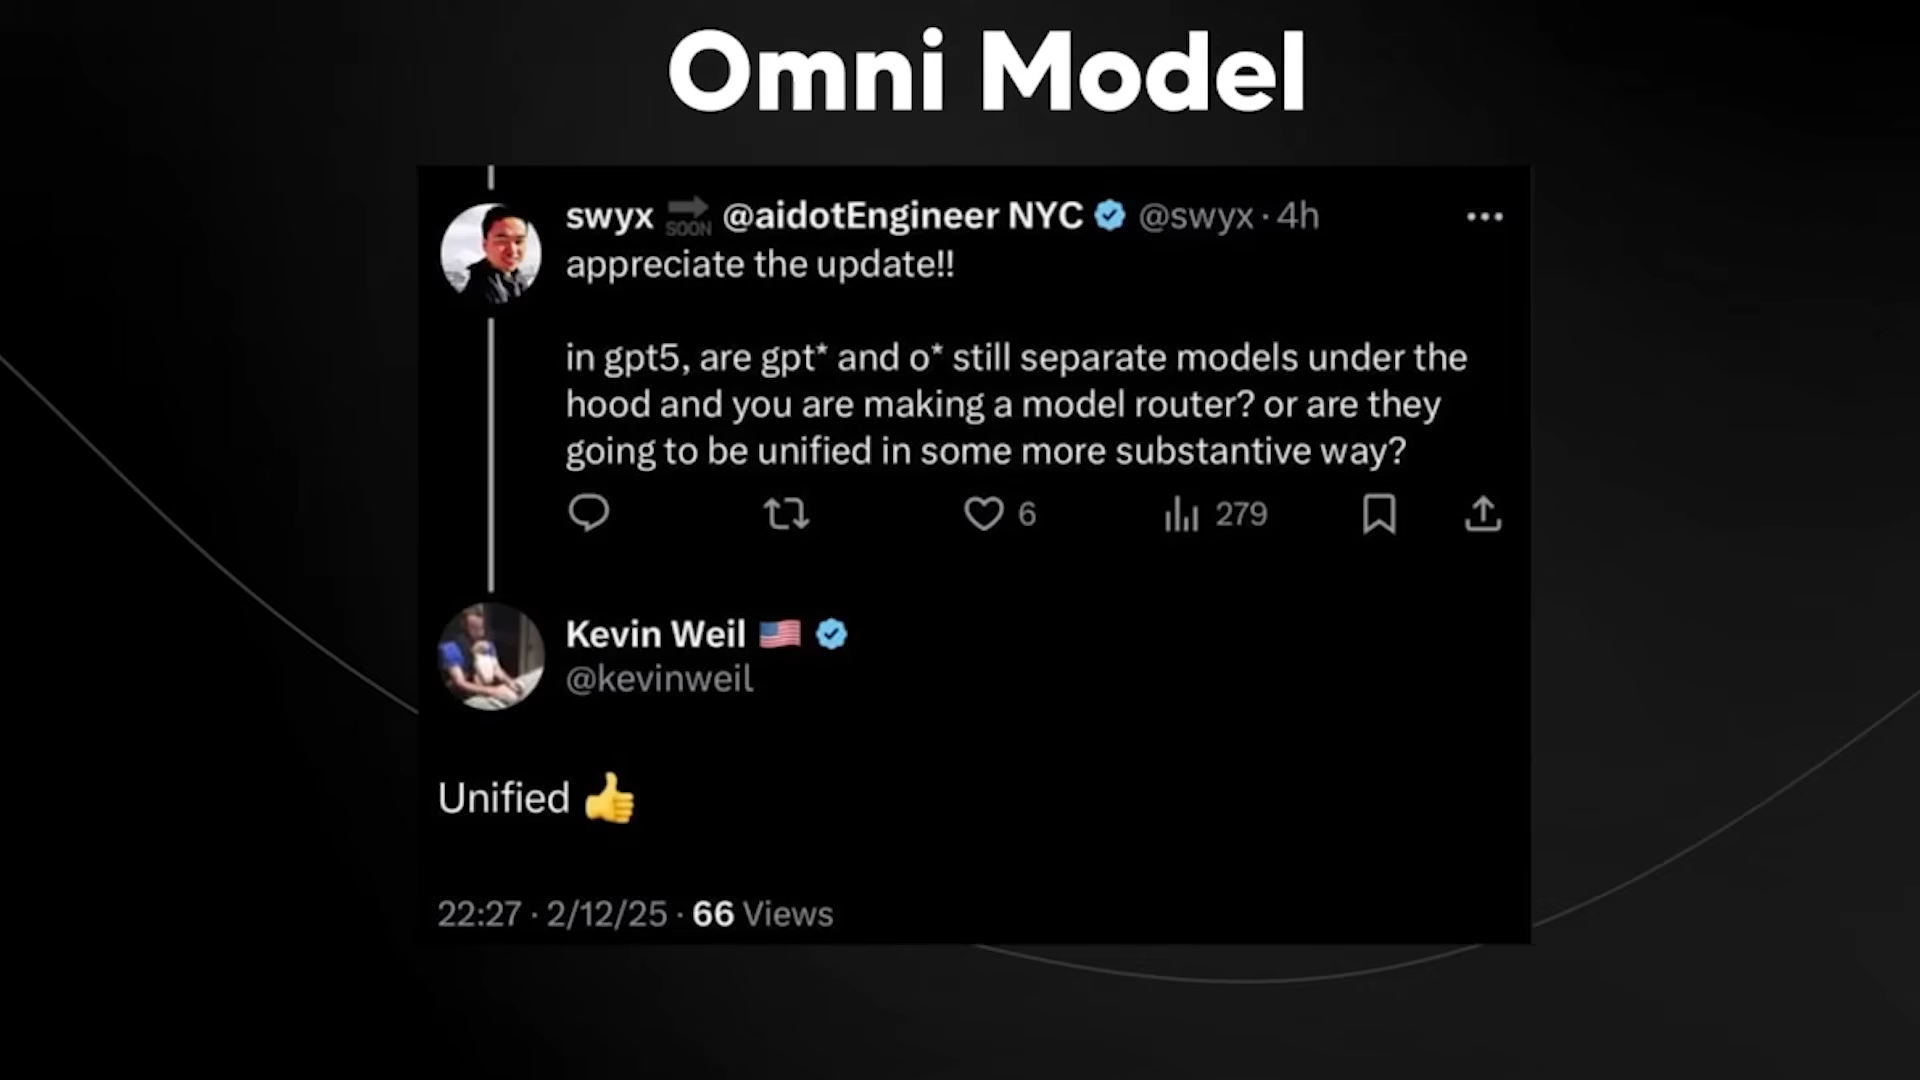 Omni Model
swyx 🔜 @aidotEngineer NYC @swyx · 4h
appreciate the update!!
in gpt5, are gpt* and o* still separate models under the
hood and you are making a model router? or are they
going to be unified in some more substantive way?
6 279
Kevin Weil 🇺🇸
@kevinweil
Unified 👍
22:27 · 2/12/25 · 66 Views